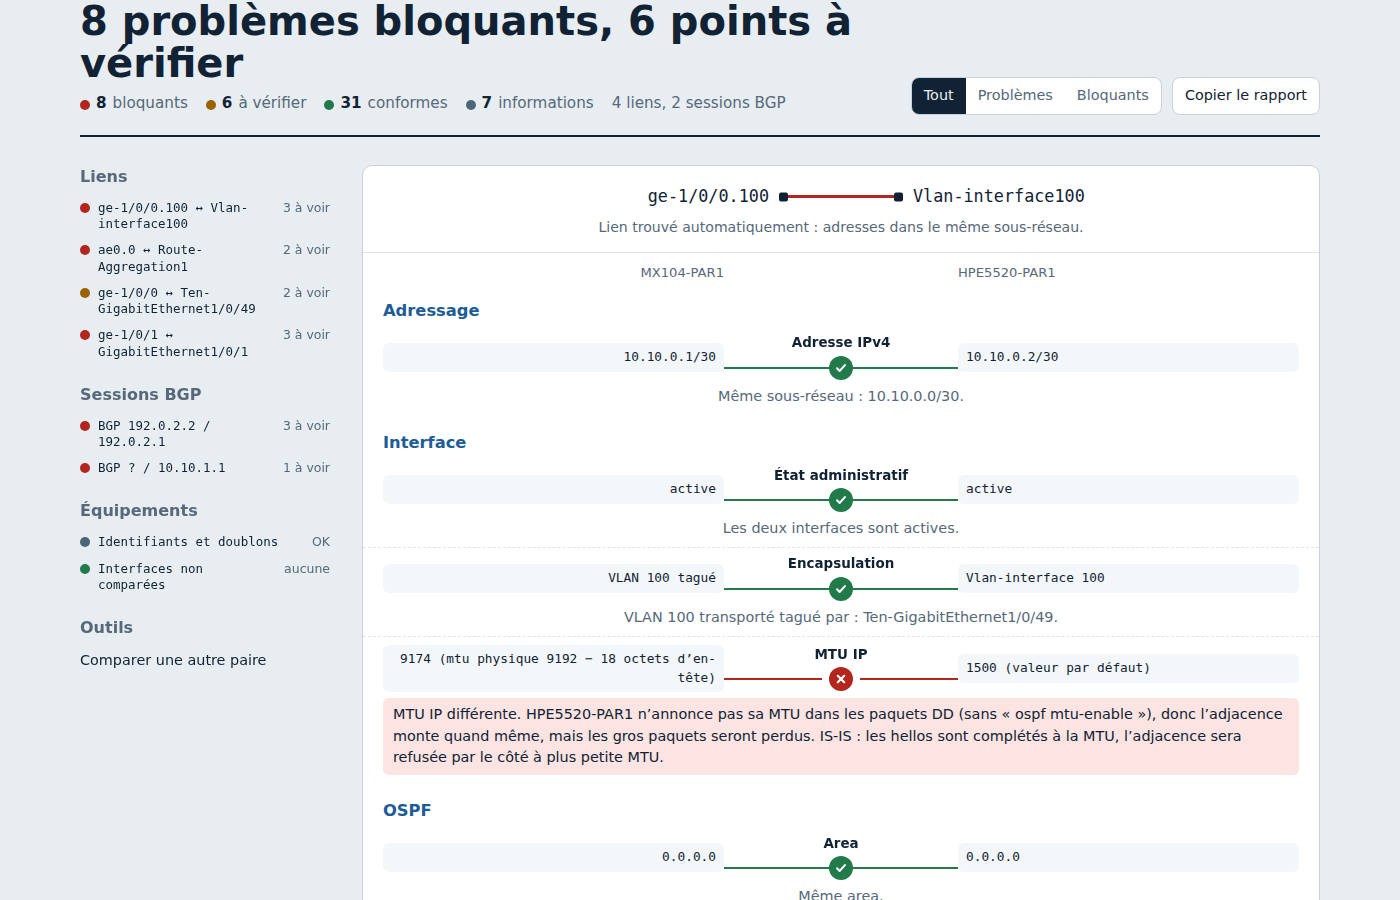 8 problèmes bloquants, 6 points à
vérifier
8 bloquants 6 à vérifier 31 conformes 7 informations 4 liens, 2 sessions BGP
Tout Problèmes Bloquants Copier le rapport
Liens
ge-1/0/0.100 ↔ Vlan-
interface100
3 à voir
ae0.0 ↔ Route-
Aggregation1
2 à voir
ge-1/0/0 ↔ Ten-
GigabitEthernet1/0/49
2 à voir
ge-1/0/1 ↔
GigabitEthernet1/0/1
3 à voir
Sessions BGP
BGP 192.0.2.2 /
192.0.2.1
3 à voir
BGP ? / 10.10.1.1 1 à voir
Équipements
Identifiants et doublons OK
Interfaces non
comparées
aucune
Outils
Comparer une autre paire
ge-1/0/0.100 Vlan-interface100
Lien trouvé automatiquement : adresses dans le même sous-réseau.
MX104-PAR1 HPE5520-PAR1
Adressage
Adresse IPv4
10.10.0.1/30 10.10.0.2/30
Même sous-réseau : 10.10.0.0/30.
Interface
État administratif
active active
Les deux interfaces sont actives.
Encapsulation
VLAN 100 tagué Vlan-interface 100
VLAN 100 transporté tagué par : Ten-GigabitEthernet1/0/49.
MTU IP
9174 (mtu physique 9192 − 18 octets d’en-
tête)
1500 (valeur par défaut)
MTU IP différente. HPE5520-PAR1 n’annonce pas sa MTU dans les paquets DD (sans « ospf mtu-enable »), donc l’adjacence
monte quand même, mais les gros paquets seront perdus. IS-IS : les hellos sont complétés à la MTU, l’adjacence sera
refusée par le côté à plus petite MTU.
OSPF
Area
0.0.0.0 0.0.0.0
Même area.